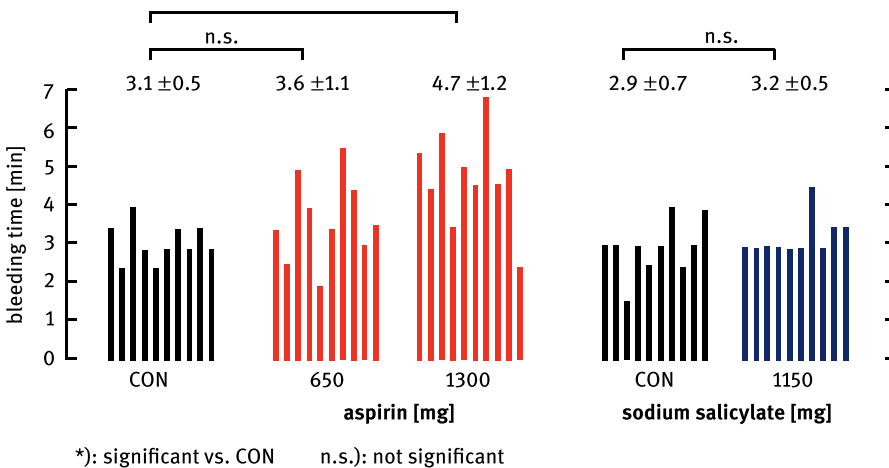 n.s.
n.s.
3.1 ±0.5
3.6 ±1.1
4.7 ±1.2
2.9 ±0.7
3.2 ±0.5
7
6
5
4
3
2
1
0
bleeding time [min]
CON
650
1300
CON
1150
aspirin [mg]
sodium salicylate [mg]
*): significant vs. CON
n.s.): not significant